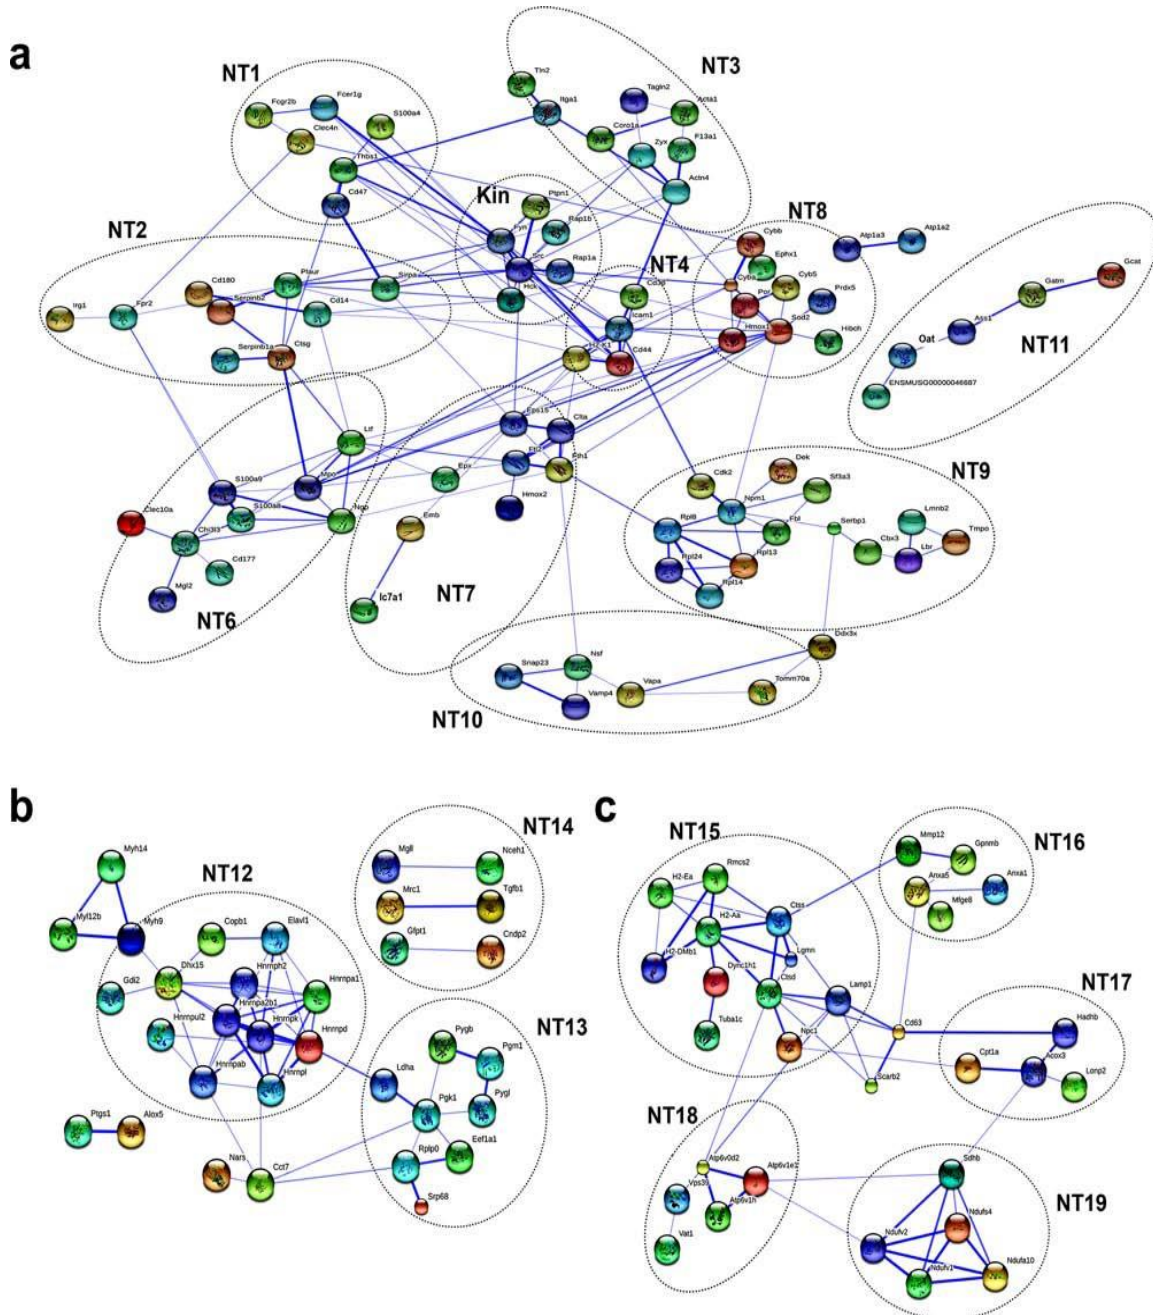 a
NT1
NT3
Tln2
Itga1
Tagln2
Acta1
Coro1a
F13a1
Zyx
Actn4
Fcgr2b
Fcer1g
S100a4
Clec4n
Thbs1
Cd47
Kin
Ptpn1
Fyn
Rap1b
Src
Rap1a
Hck
NT2
Plaur
Sirpa
Cd180
Serpinb2
Cd14
Irg1
Fpr2
Serpinb1a
Ctsg
NT4
Icam1
Cd44
NT8
Cybb
Ephx1
Cyba
Cyb5
Por
Prdx5
Sod2
Hmox1
Hibch
Atp1a3
Atp1a2
NT11
Gcat
Gatm
Ass1
Oat
ENSMUSG00000046687
Ltf
Mpo
S100a9
S100a8
Ngp
Clec10a
Chi3l3
Cd177
Mgl2
NT6
Eps15
Clta
Epx
Ftl2
Fth1
Hmox2
Emb
lc7a1
NT7
NT9
Cdk2
Dek
Sf3a3
Npm1
Rpl8
Fbl
Serbp1
Lmnb2
Cbx3
Lbr
Tmpo
Rpl24
Rpl13
Rpl14
Ddx3x
Snap23
Nsf
Vamp4
Vapa
Tomm70a
NT10
b
Myh14
Myl12b
Myh9
NT12
Copb1
Elavl1
Dhx15
Gdi2
Hnrnph2
Hnrnpa1
Hnrnpa2b1
Hnrnpk
Hnrnpul2
Hnrnpd
Hnrnpab
Hnrnpl
Ptgs1
Alox5
Nars
Cct7
NT14
Mgll
Nceh1
Mrc1
Tgfb1
Gfpt1
Cndp2
NT13
Pygb
Pgm1
Ldha
Pgk1
Pygl
Rplp0
Eef1a1
Srp68
c
NT15
Rmcs2
H2-Ea
H2-Aa
Ctss
H2-DMb1
Lgmn
Dync1h1
Ctsd
Lamp1
Tuba1c
Npc1
Cd63
Scarb2
NT16
Mmp12
Gpnmb
Anxa5
Anxa1
Mfge8
NT17
Hadhb
Cpt1a
Acox3
Lonp2
NT18
Atp6v0d2
Atp6v1e1
Vps39
Atp6v1h
Vat1
NT19
Sdhb
Ndufs4
Ndufv2
Ndufv1
Ndufa10